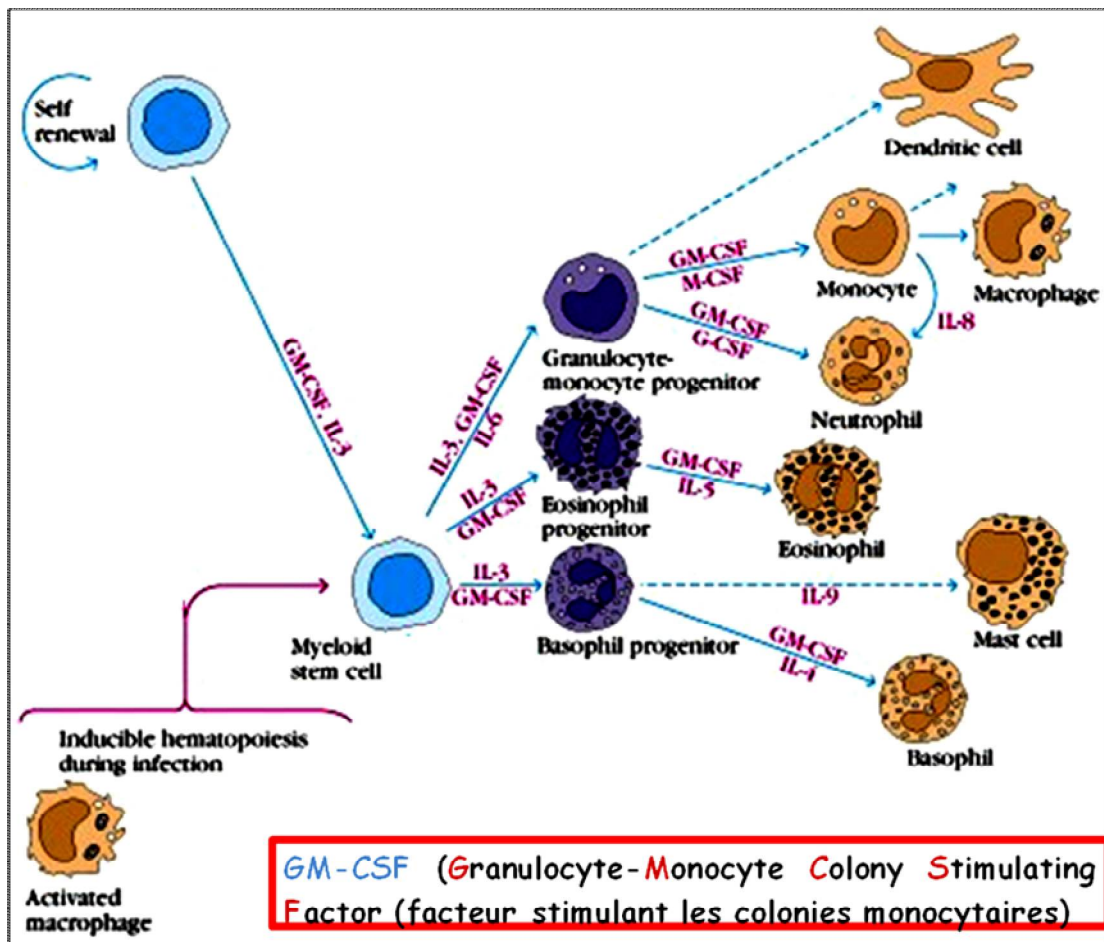 Self
renewal
Dendritic cell
GM-CSF
M-CSF
Monocyte
Macrophage
GM-CSF
G-CSF
IL-8
Granulocyte-
monocyte progenitor
Neutrophil
GM-CSF, IL-3
IL-3, GM-CSF
IL-6
GM-CSF
IL-5
IL-3
GM-CSF
Eosinophil
progenitor
Eosinophil
IL-3
GM-CSF
IL-9
Myeloid
stem cell
Basophil progenitor
GM-CSF
IL-4
Mast cell
Basophil
Inducible hematopoiesis
during infection
Activated
macrophage
GM-CSF (Granulocyte-Monocyte Colony Stimulating
Factor (facteur stimulant les colonies monocytaires)